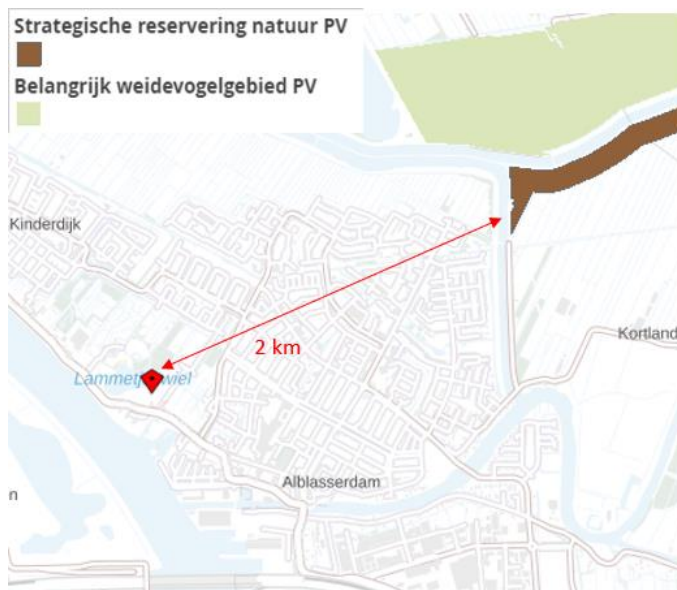 Strategische reservering natuur PV
Belangrijk weidevogelgebied PV
Kinderdijk
2 km
Kortland
Alblasserdam
n